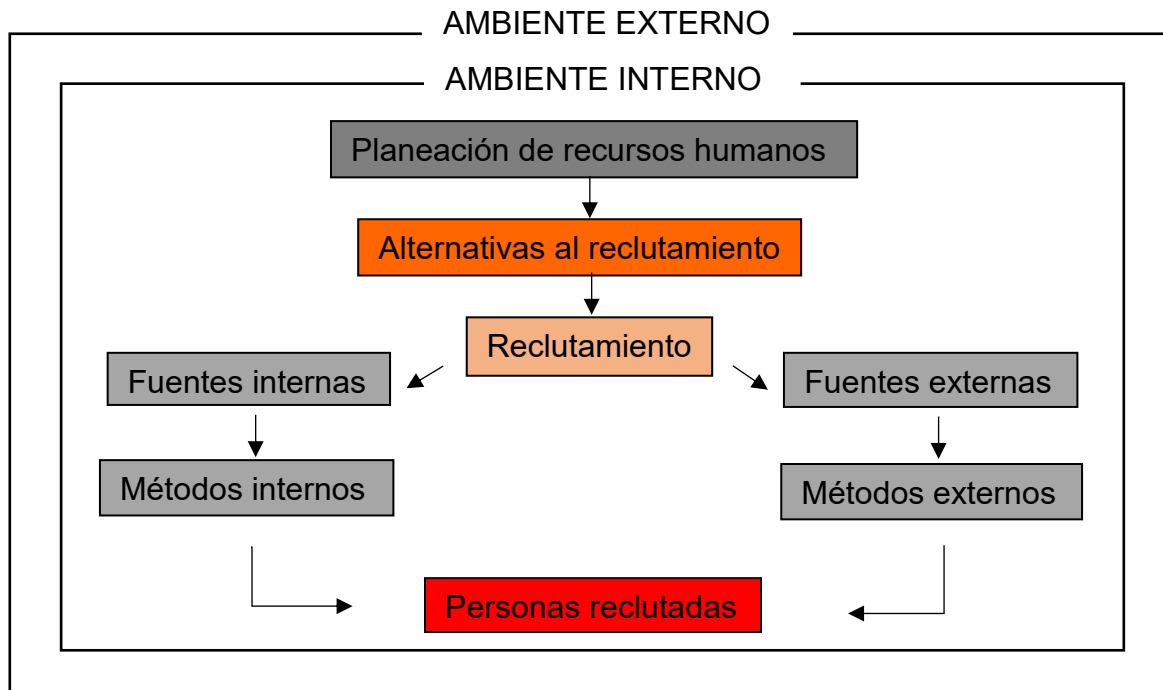 AMBIENTE EXTERNO
AMBIENTE INTERNO
Planeación de recursos humanos
Alternativas al reclutamiento
Reclutamiento
Fuentes internas
Fuentes externas
Métodos internos
Métodos externos
Personas reclutadas